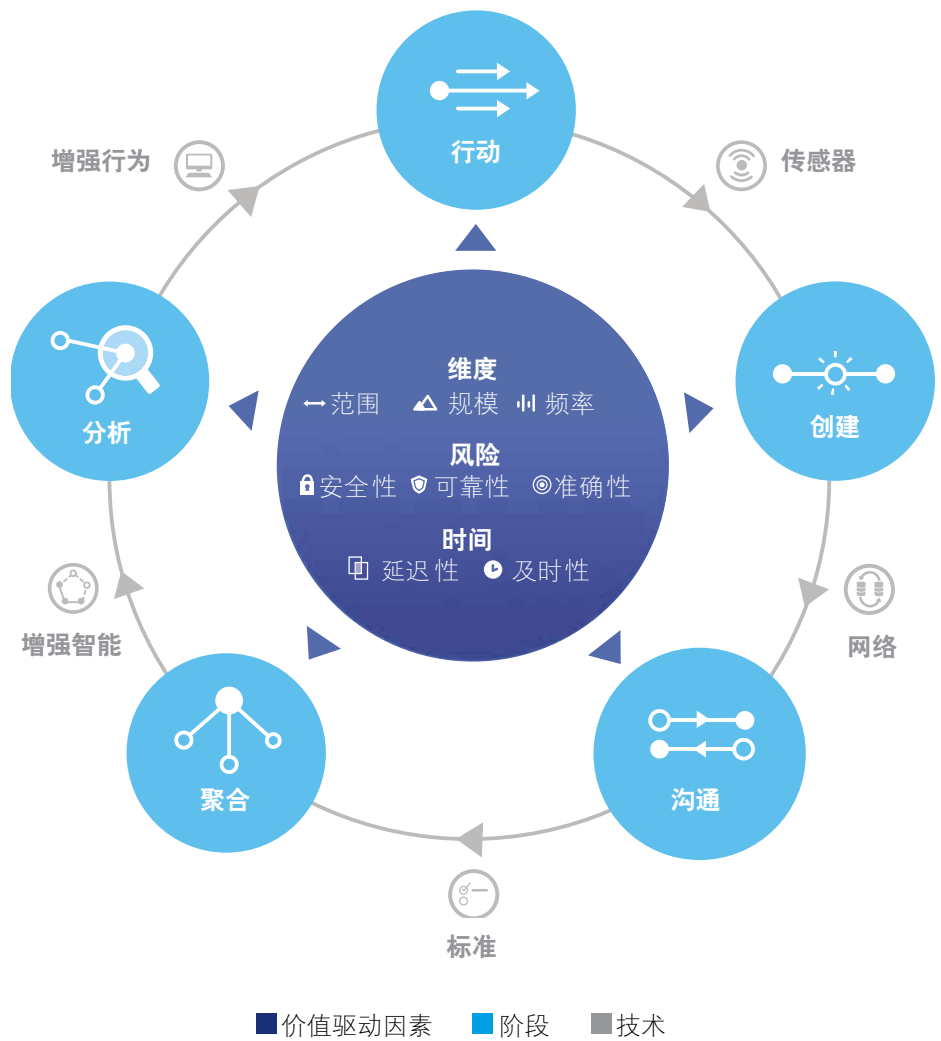 行动
增强行为
传感器
分析
创建
维度
范围 规模 频率
风险
安全性 可靠性 准确性
时间
延迟性 及时性
增强智能
网络
聚合
沟通
标准
价值驱动因素 阶段 技术